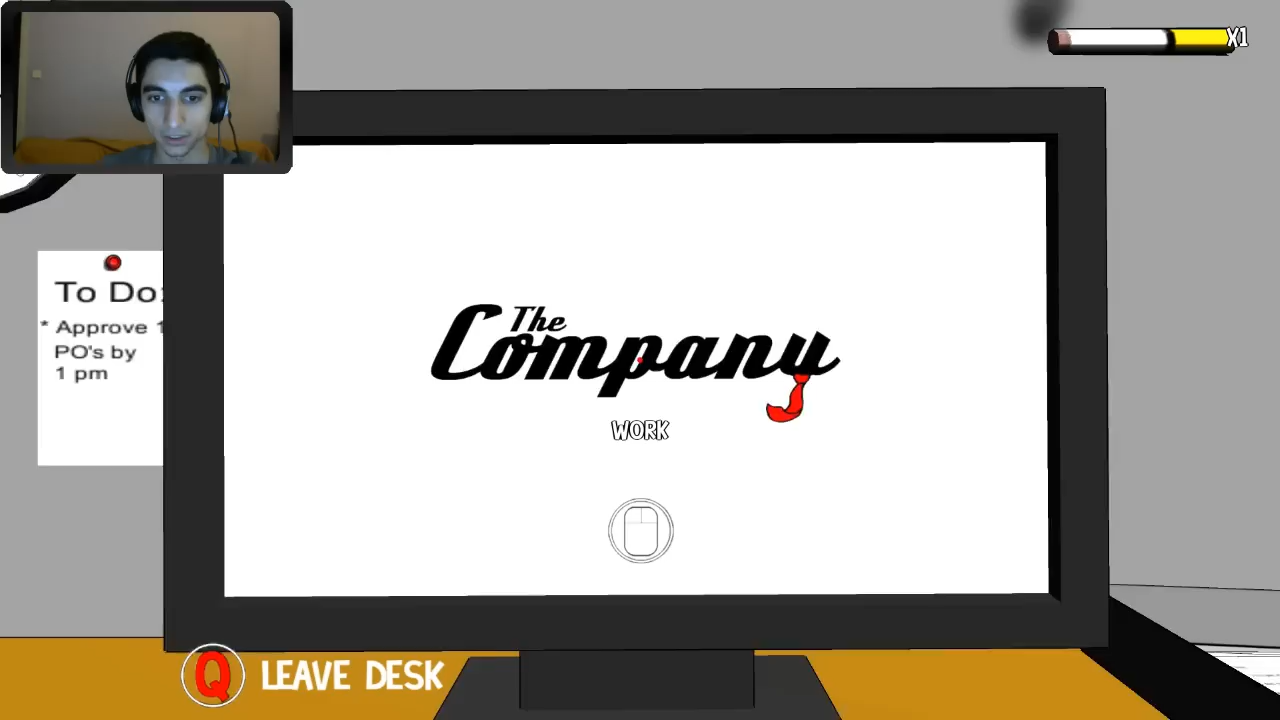 X1
To Do:
* Approve 1
PO's by
1 pm
The
Company
WORK
Q LEAVE DESK